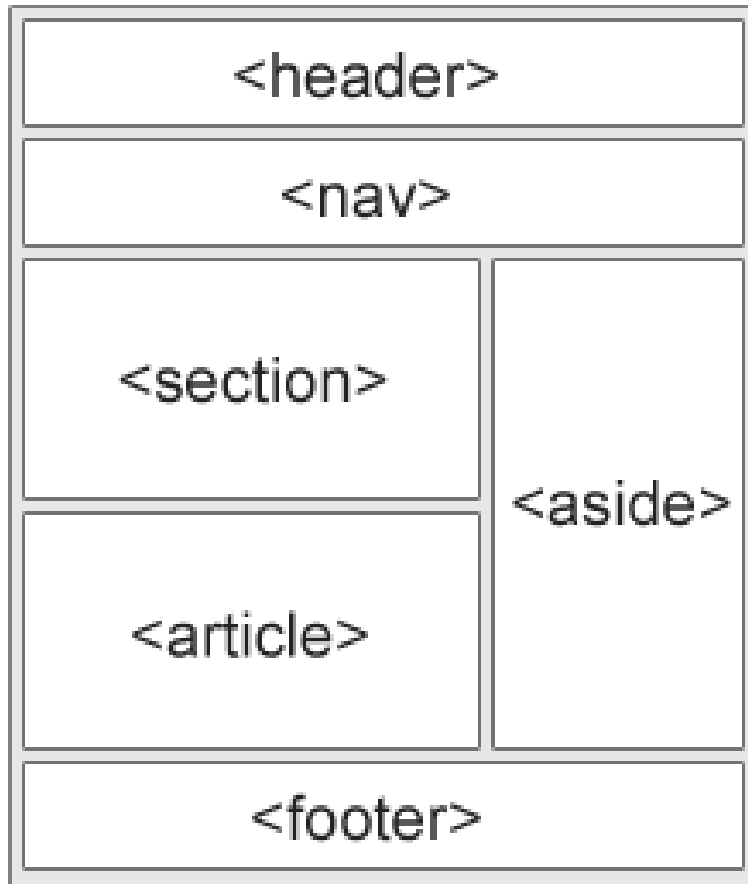 <header>
<nav>
<section>
<aside>
<article>
<footer>